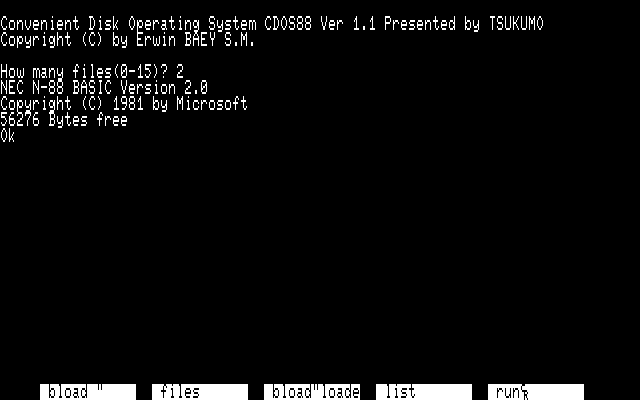 Convenient Disk Operating System CDOS88 Ver 1.1 Presented by TSUKUMO
Copyright (C) by Erwin BAEY S.M.
How many files(0-15)? 2
NEC N-88 BASIC Version 2.0
Copyright (C) 1981 by Microsoft
56276 Bytes free
Ok
bload " files bload"loade list run␍